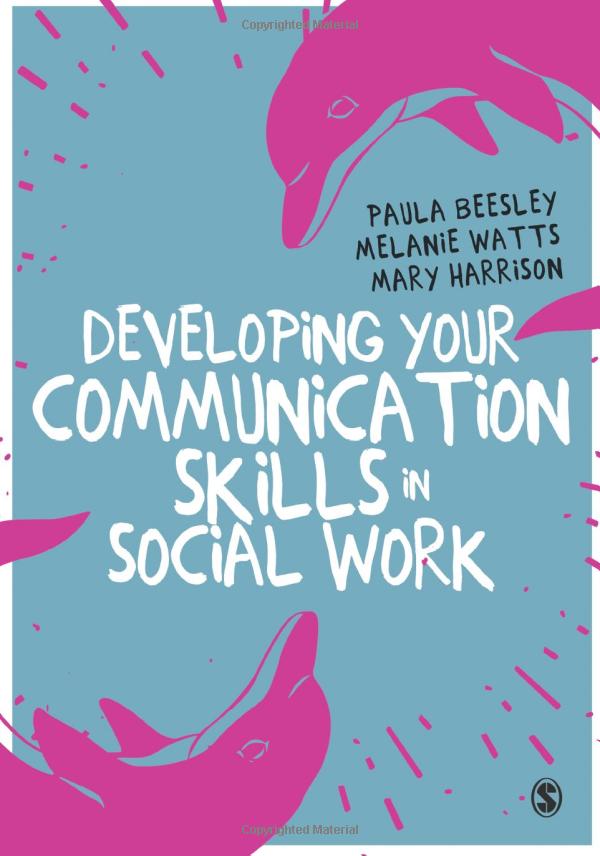 Copyrighted Material
PAULA BEESLEY
MELANiE WATTS
MARY HARRiSON
DEVELOPiNG YOUR
COMMUNiCATiON
SKiLLS iN
SOCiAL WORK
S
Copyrighted Material